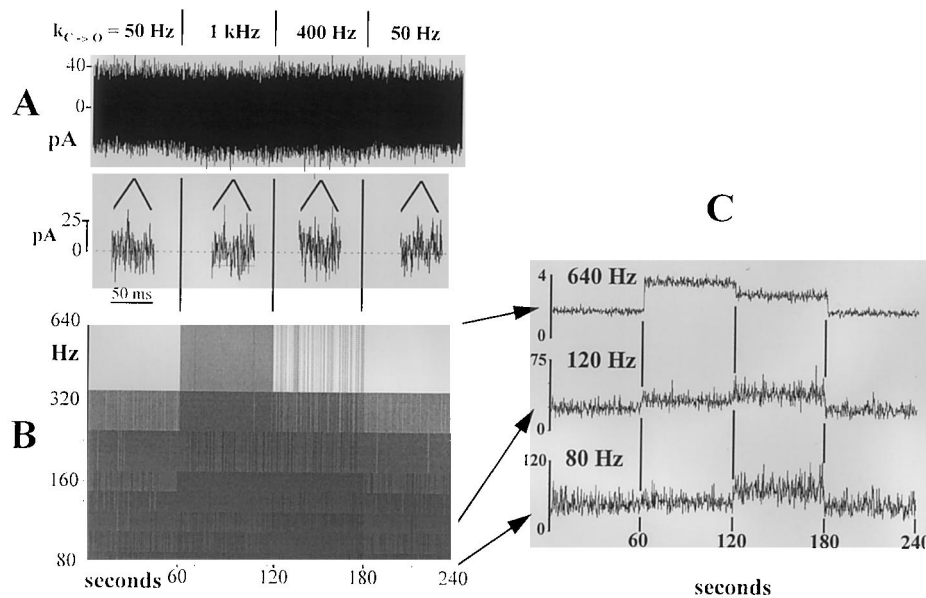 k C -> O = 50 Hz | 1 kHz | 400 Hz | 50 Hz
A
40
0
pA
pA
25
0
50 ms
B
640
Hz
320
160
80
seconds 60 120 180 240
C
4
640 Hz
0
75
120 Hz
0
120
80 Hz
0
60 120 180 240
seconds